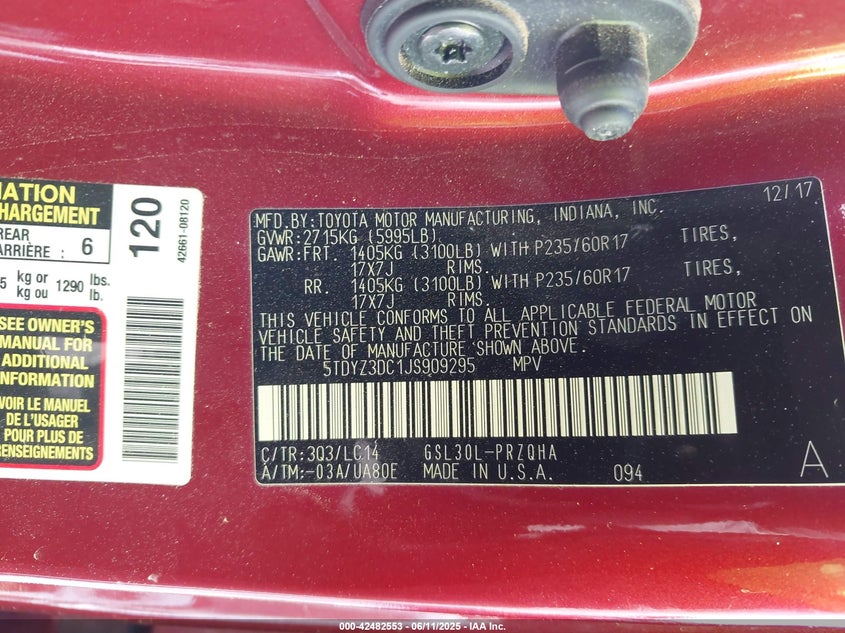 MATION
CHARGEMENT
REAR
ARRIÈRE : 6
5 kg or 1290 lbs.
kg ou lb.
SEE OWNER'S
MANUAL FOR
ADDITIONAL
INFORMATION
VOIR LE MANUEL
DE L'USAGER
POUR PLUS DE
RENSEIGNEMENTS
120
42661-08120
12/17
MFD.BY:TOYOTA MOTOR MANUFACTURING, INDIANA, INC.
GVWR:2715KG (5995LB)
GAWR:FRT. 1405KG (3100LB) WITH P235/60R17 TIRES,
17X7J RIMS.
RR. 1405KG (3100LB) WITH P235/60R17 TIRES,
17X7J RIMS.
THIS VEHICLE CONFORMS TO ALL APPLICABLE FEDERAL MOTOR
VEHICLE SAFETY AND THEFT PREVENTION STANDARDS IN EFFECT ON
THE DATE OF MANUFACTURE SHOWN ABOVE.
5TDYZ3DC1JS909295 MPV
C/TR:3Q3/LC14 GSL30L-PRZQHA
A/TM:-03A/UA80E MADE IN U.S.A. 094 A
000-42482553 - 06/11/2025 - IAA Inc.